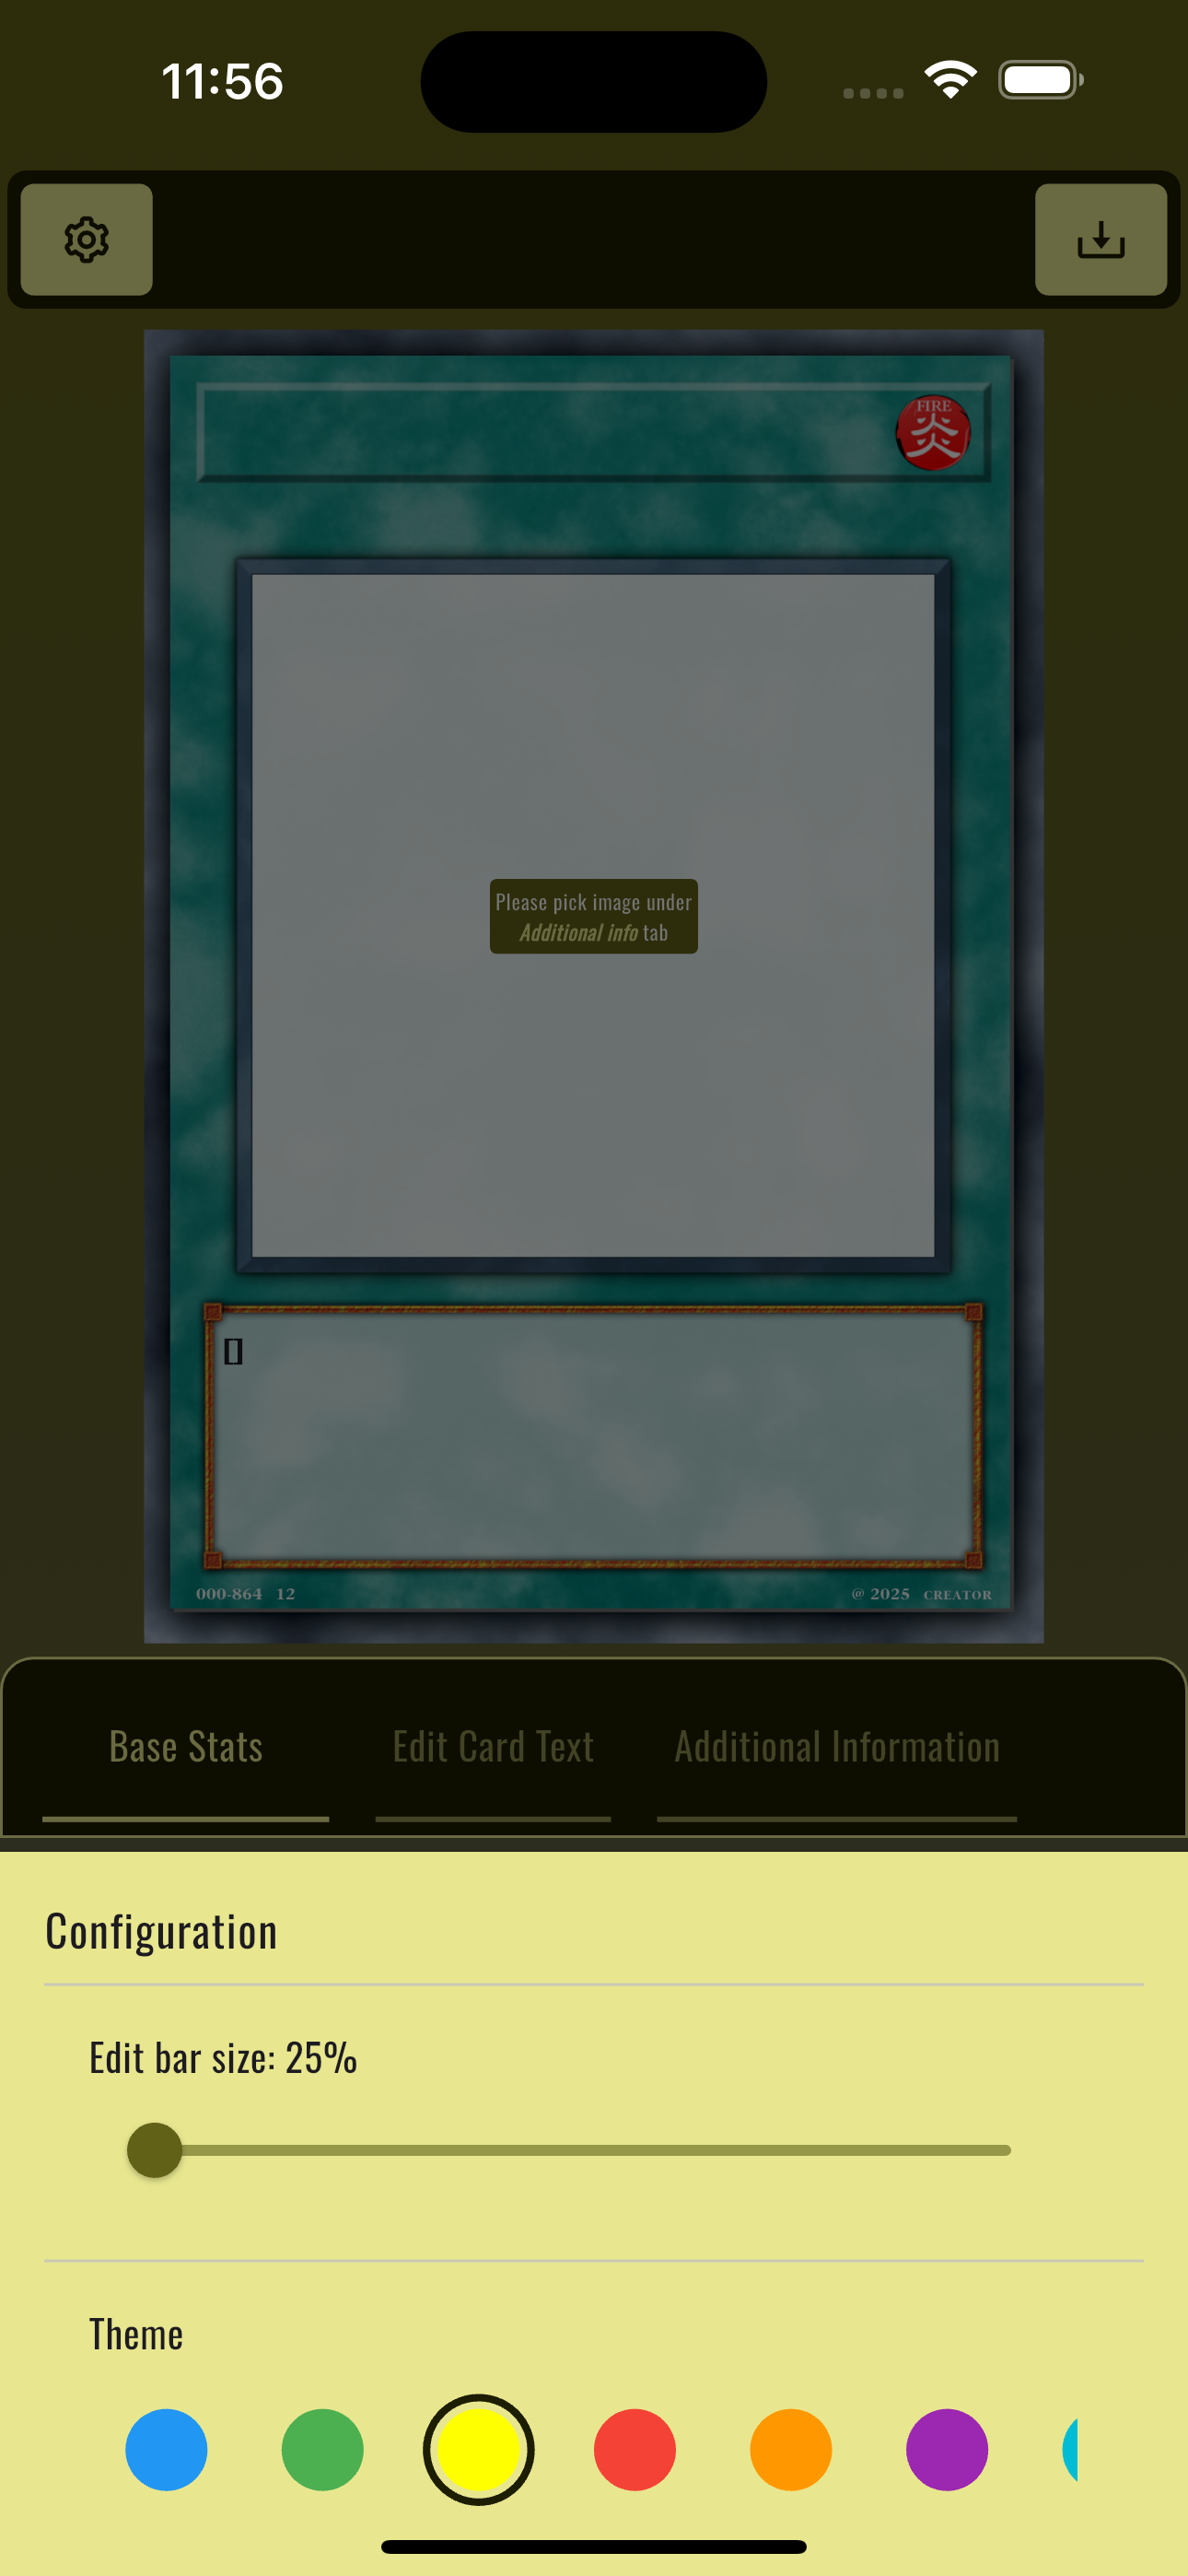 11:56
FIRE
炎
Please pick image under
Additional info tab
[]
000-864 12 @ 2025 CREATOR
Base Stats Edit Card Text Additional Information
Configuration
Edit bar size: 25%
Theme